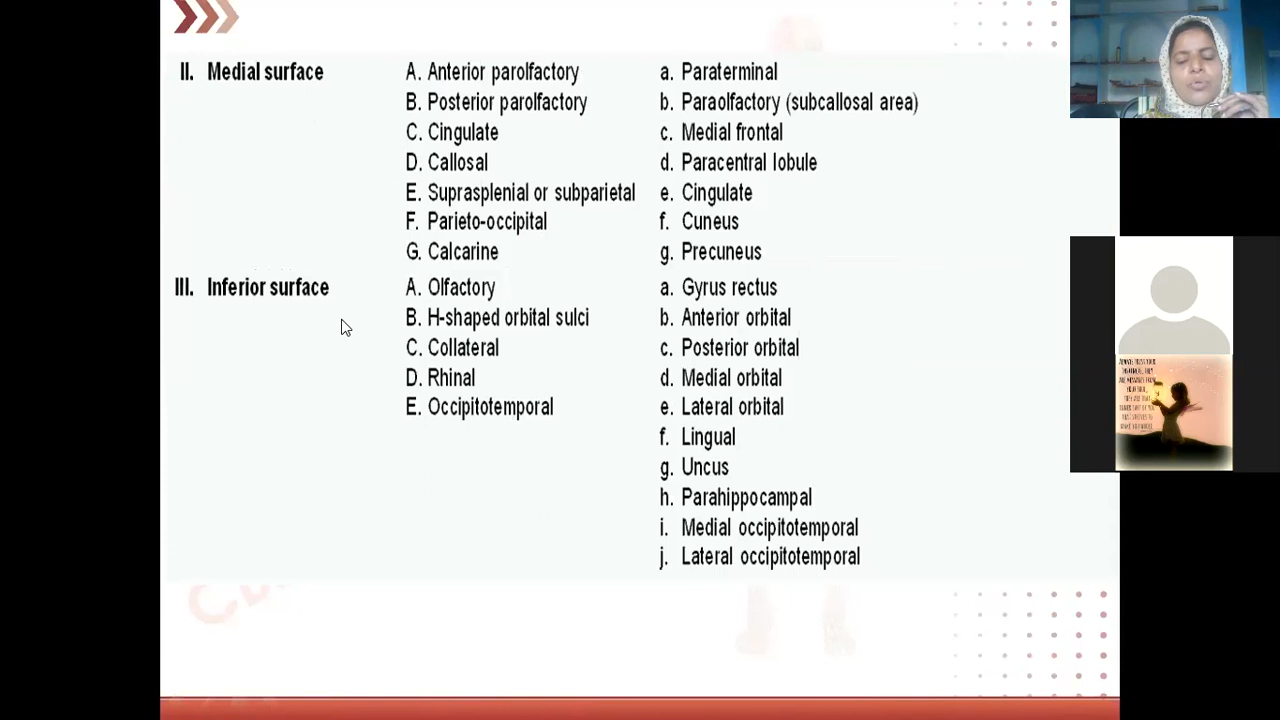 II. Medial surface A. Anterior parolfactory a. Paraterminal
B. Posterior parolfactory b. Paraolfactory (subcallosal area)
C. Cingulate c. Medial frontal
D. Callosal d. Paracentral lobule
E. Suprasplenial or subparietal e. Cingulate
F. Parieto-occipital f. Cuneus
G. Calcarine g. Precuneus
III. Inferior surface A. Olfactory a. Gyrus rectus
B. H-shaped orbital sulci b. Anterior orbital
C. Collateral c. Posterior orbital
D. Rhinal d. Medial orbital
E. Occipitotemporal e. Lateral orbital
f. Lingual
g. Uncus
h. Parahippocampal
i. Medial occipitotemporal
j. Lateral occipitotemporal